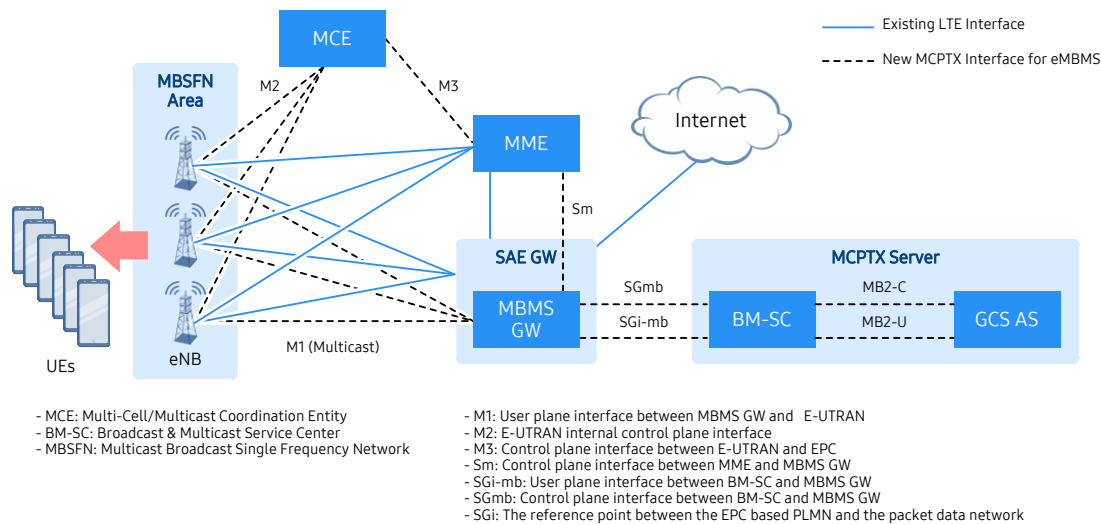 MCE
Existing LTE Interface
New MCPTX Interface for eMBMS
MBSFN
Area
M2
M3
Internet
MME
Sm
SAE GW
MCPTX Server
MBMS
GW
SGmb
SGi-mb
BM-SC
MB2-C
MB2-U
GCS AS
M1 (Multicast)
eNB
UEs
- MCE: Multi-Cell/Multicast Coordination Entity
- BM-SC: Broadcast & Multicast Service Center
- MBSFN: Multicast Broadcast Single Frequency Network
- M1: User plane interface between MBMS GW and E-UTRAN
- M2: E-UTRAN internal control plane interface
- M3: Control plane interface between E-UTRAN and EPC
- Sm: Control plane interface between MME and MBMS GW
- SGi-mb: User plane interface between BM-SC and MBMS GW
- SGmb: Control plane interface between BM-SC and MBMS GW
- SGi: The reference point between the EPC based PLMN and the packet data network